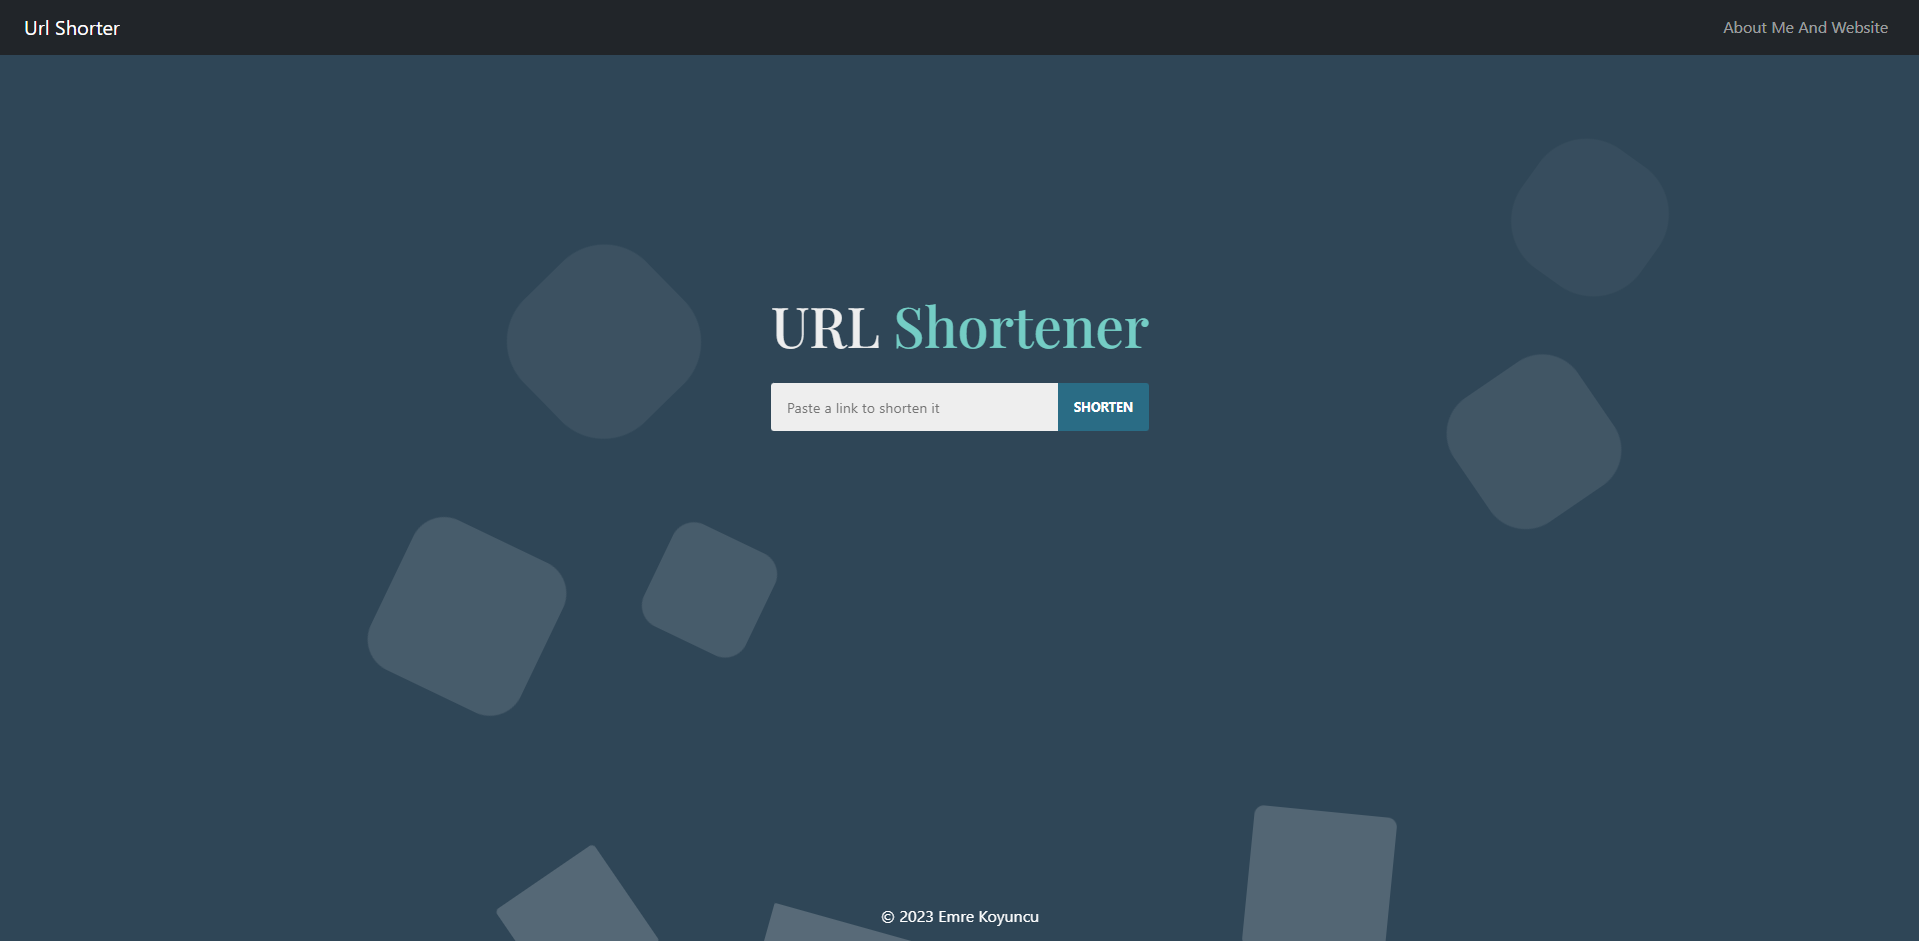 Url Shorter
About Me And Website
URL Shortener
Paste a link to shorten it
SHORTEN
© 2023 Emre Koyuncu